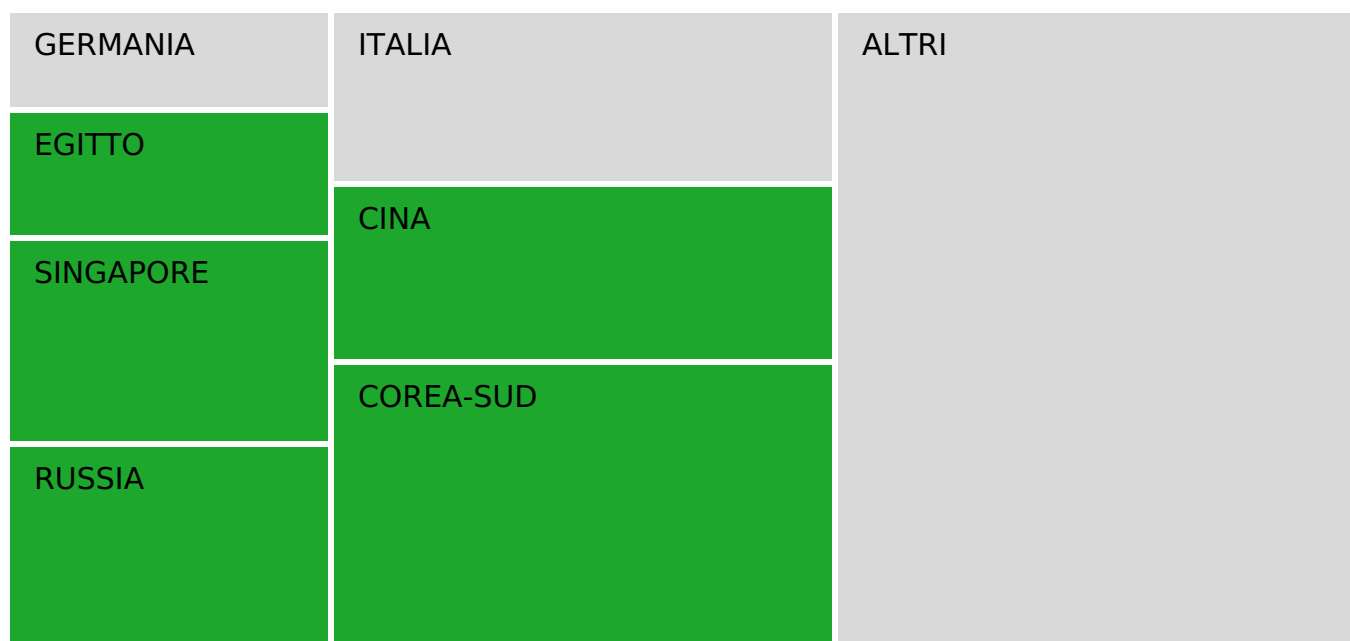 GERMANIA
EGITTO
SINGAPORE
RUSSIA
ITALIA
CINA
COREA-SUD
ALTRI